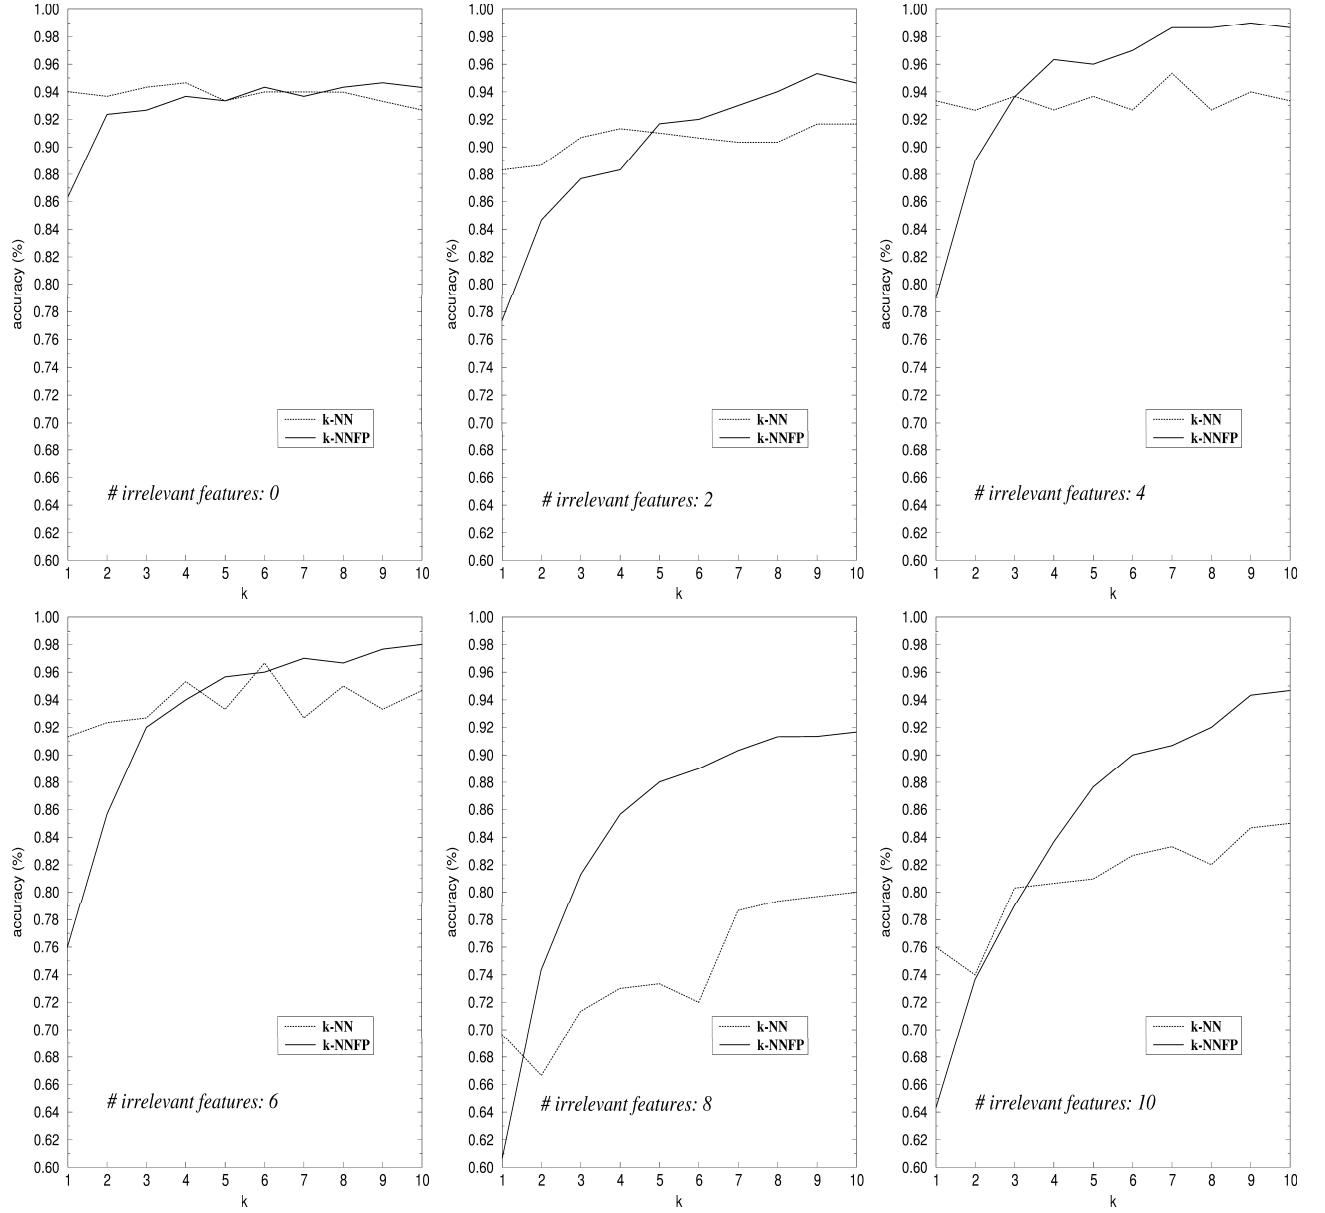 1.00 1.00 1.00
0.98 0.98 0.98
0.96 0.96 0.96
0.94 0.94 0.94
0.92 0.92 0.92
0.90 0.90 0.90
0.88 0.88 0.88
0.86 0.86 0.86
0.84 0.84 0.84
0.82 0.82 0.82
0.80 0.80 0.80
0.78 0.78 0.78
0.76 0.76 0.76
0.74 0.74 0.74
0.72 0.72 0.72
0.70 0.70 0.70
0.68 0.68 0.68
0.66 0.66 0.66
0.64 0.64 0.64
0.62 0.62 0.62
0.60 0.60 0.60
accuracy (%) accuracy (%) accuracy (%)
k-NN k-NN k-NN
k-NNFP k-NNFP k-NNFP
# irrelevant features: 0 # irrelevant features: 2 # irrelevant features: 4
1 2 3 4 5 6 7 8 9 10 1 2 3 4 5 6 7 8 9 10 1 2 3 4 5 6 7 8 9 10
k k k
1.00 1.00 1.00
0.98 0.98 0.98
0.96 0.96 0.96
0.94 0.94 0.94
0.92 0.92 0.92
0.90 0.90 0.90
0.88 0.88 0.88
0.86 0.86 0.86
0.84 0.84 0.84
0.82 0.82 0.82
0.80 0.80 0.80
0.78 0.78 0.78
0.76 0.76 0.76
0.74 0.74 0.74
0.72 0.72 0.72
0.70 0.70 0.70
0.68 0.68 0.68
0.66 0.66 0.66
0.64 0.64 0.64
0.62 0.62 0.62
0.60 0.60 0.60
accuracy (%) accuracy (%) accuracy (%)
k-NN k-NN k-NN
k-NNFP k-NNFP k-NNFP
# irrelevant features: 6 # irrelevant features: 8 # irrelevant features: 10
1 2 3 4 5 6 7 8 9 10 1 2 3 4 5 6 7 8 9 10 1 2 3 4 5 6 7 8 9 10
k k k